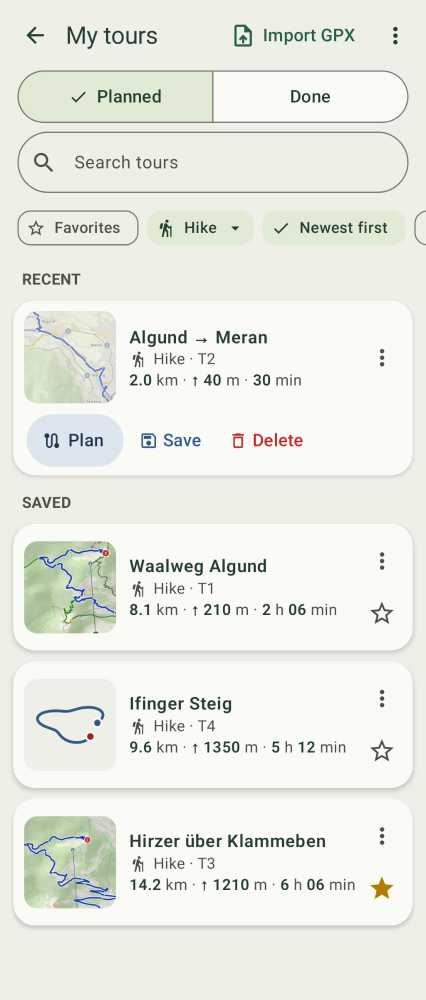 My tours
Import GPX
Planned
Done
Search tours
Favorites
Hike
Newest first
RECENT
Algund → Meran
Hike · T2
2.0 km · ↑ 40 m · 30 min
Plan
Save
Delete
SAVED
Waalweg Algund
Hike · T1
8.1 km · ↑ 210 m · 2 h 06 min
Ifinger Steig
Hike · T4
9.6 km · ↑ 1350 m · 5 h 12 min
Hirzer über Klammeben
Hike · T3
14.2 km · ↑ 1210 m · 6 h 06 min